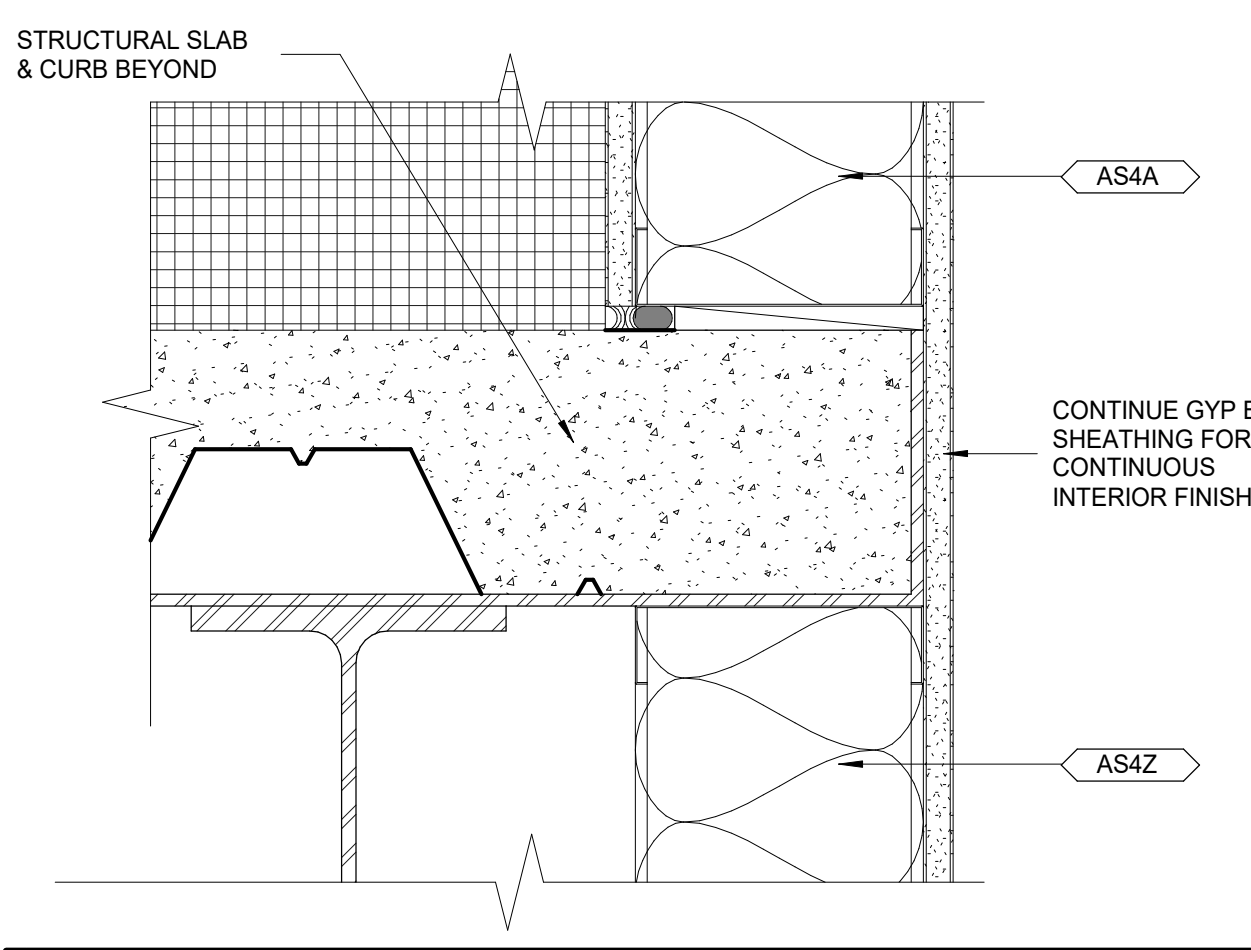 STRUCTURAL SLAB
& CURB BEYOND
AS4A
CONTINUE GYP
SHEATHING FOR
CONTINUOUS
INTERIOR FINISH
AS4Z